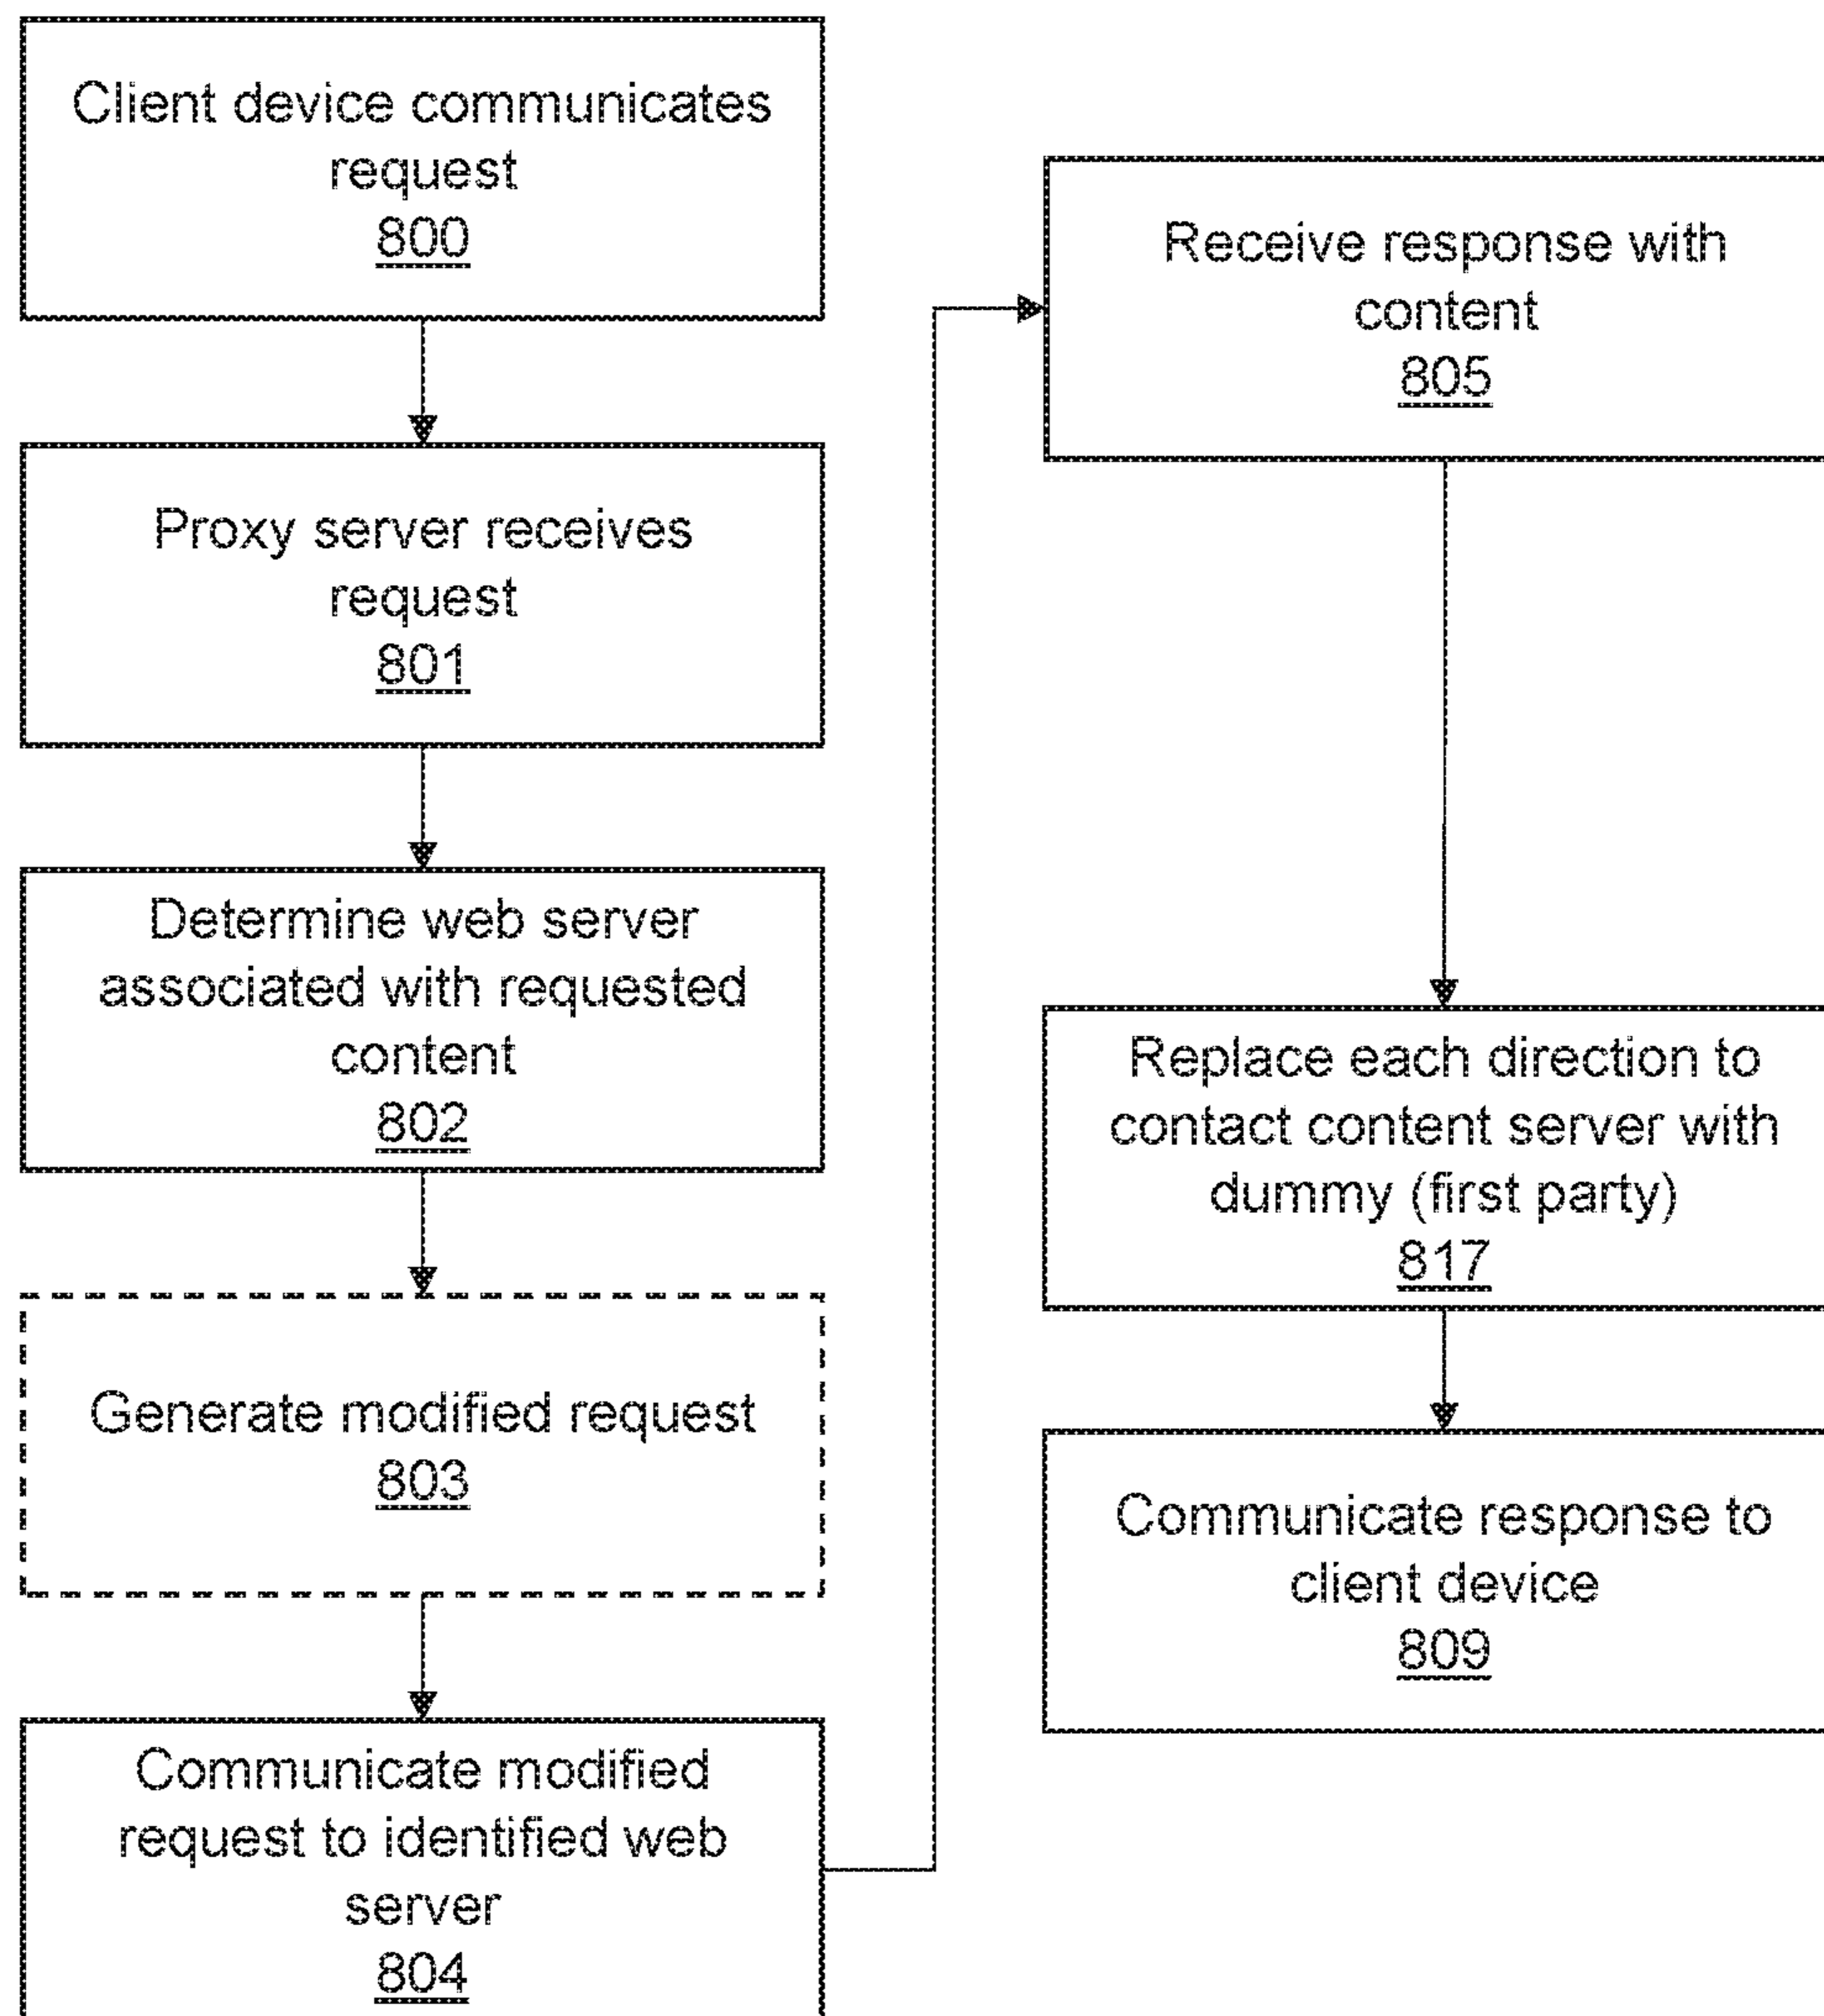 Client device communicates
request
800
Proxy server receives
request
801
Determine web server
associated with requested
content
802
Generate modified request
803
Communicate modified
request to identified web
server
804
Receive response with
content
805
Replace each direction to
contact content server with
dummy (first party)
817
Communicate response to
client device
809